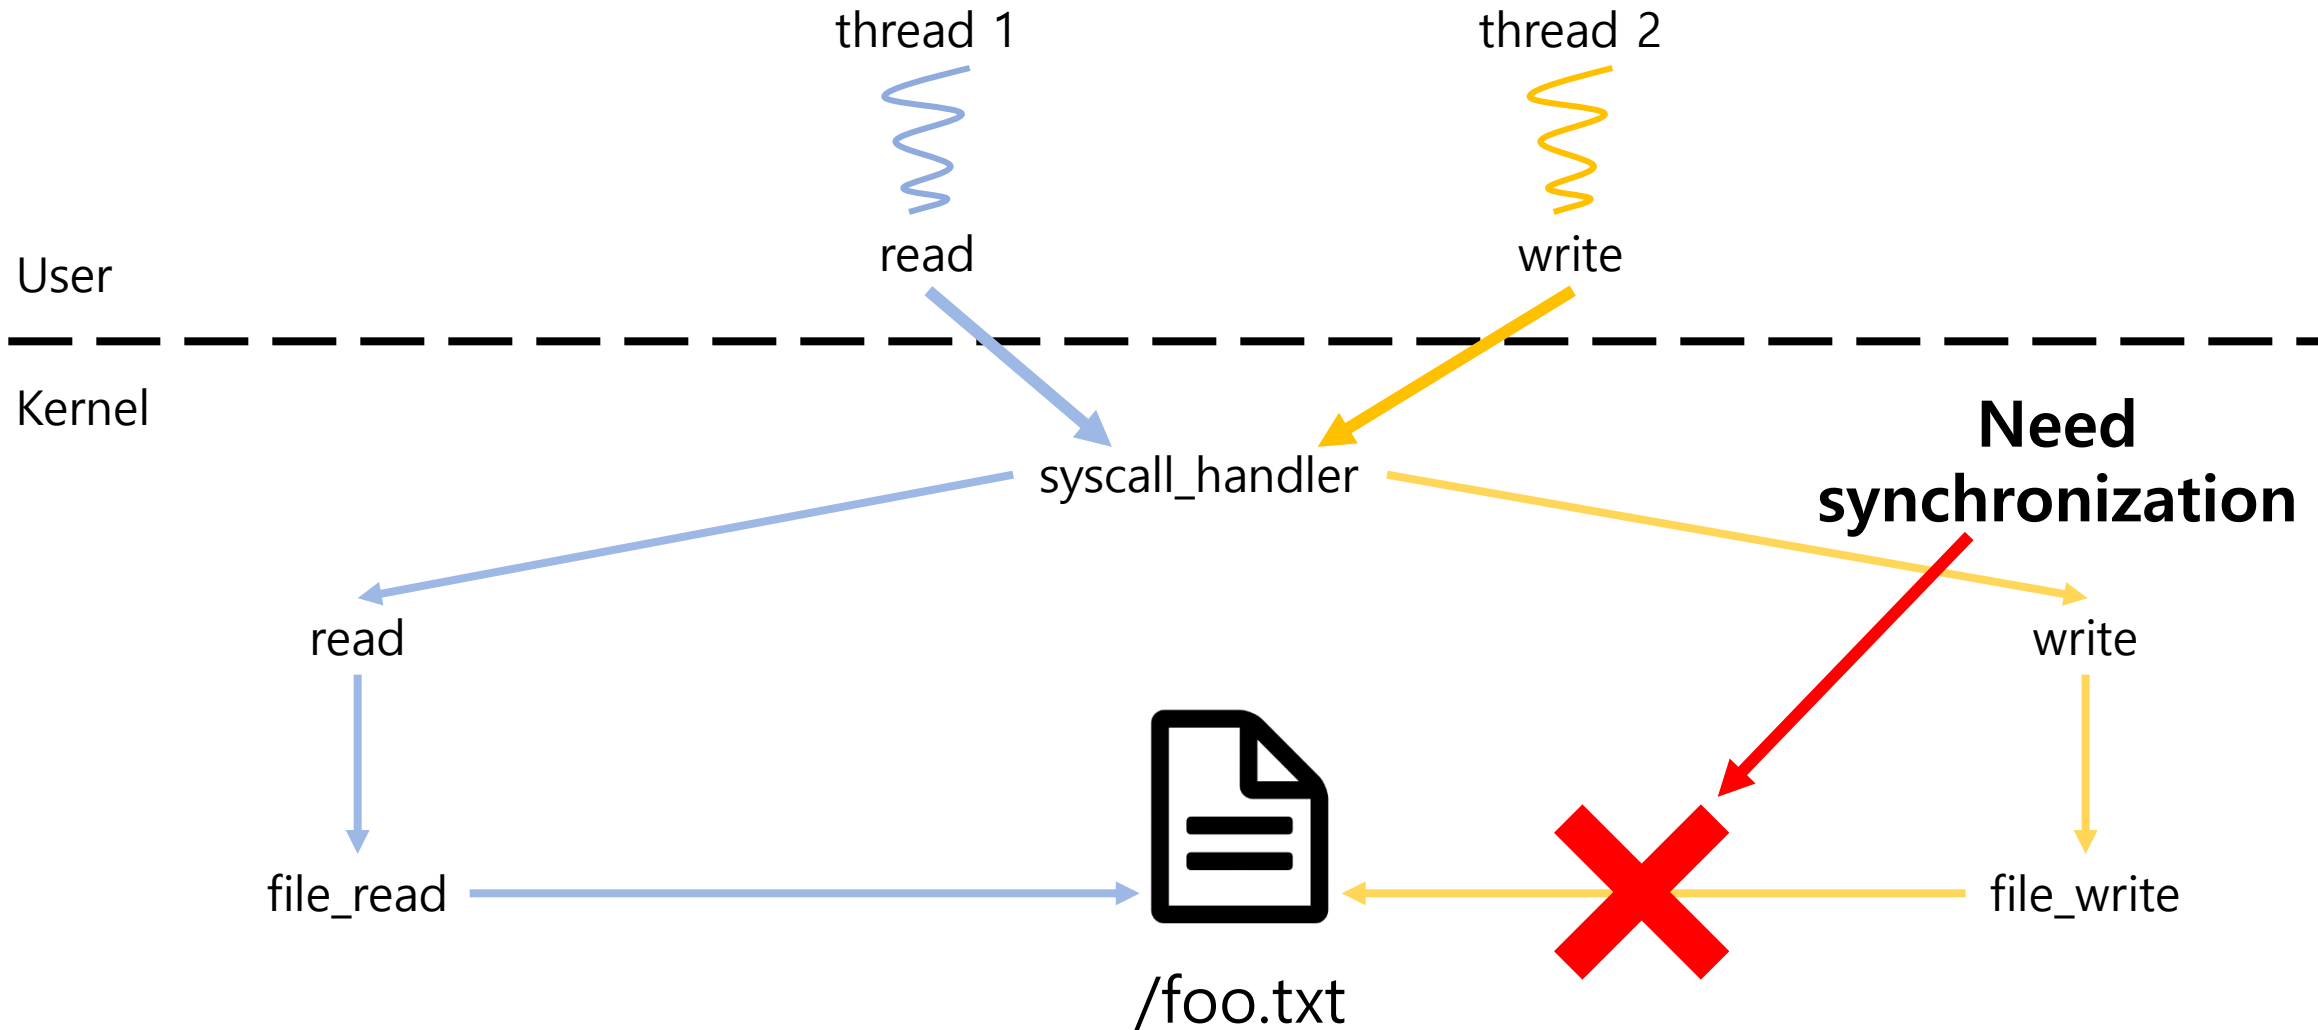 thread 1
thread 2
read
write
User
Kernel
Need
synchronization
syscall_handler
read
write
file_read
file_write
/foo.txt